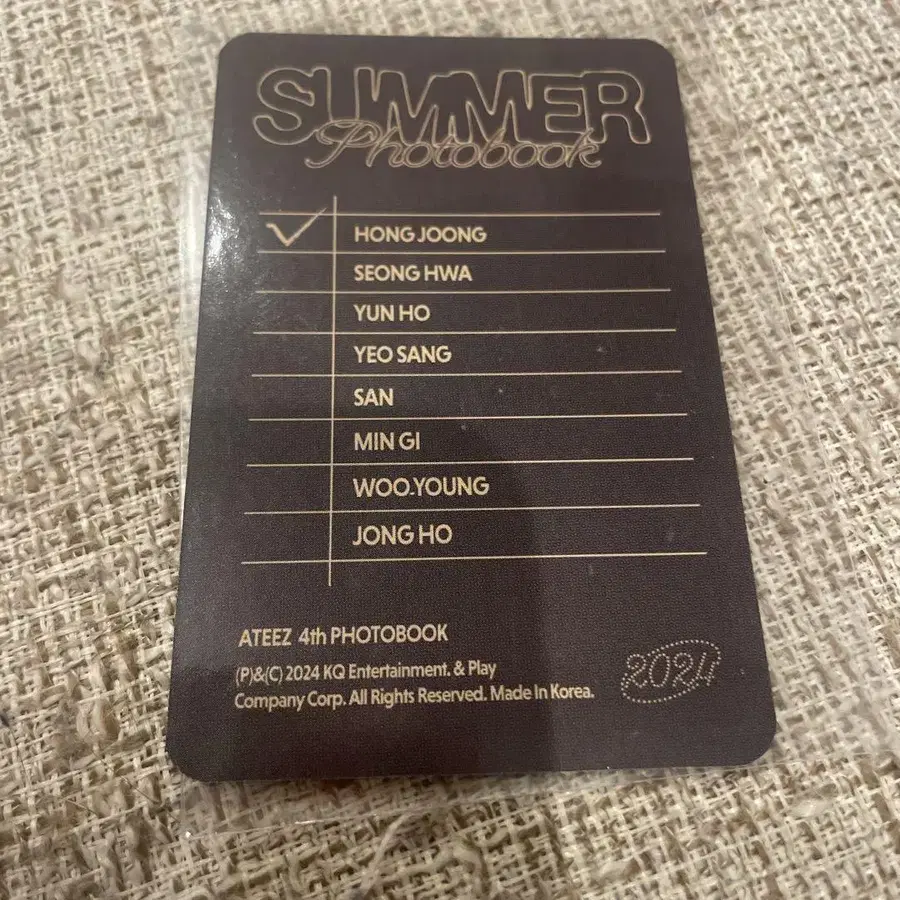 SUMMER
Photobook
HONG JOONG
SEONG HWA
YUN HO
YEO SANG
SAN
MIN GI
WOO YOUNG
JONG HO
ATEEZ 4th PHOTOBOOK
(P)&(C) 2024 KQ Entertainment. & Play
Company Corp. All Rights Reserved. Made In Korea.
2024